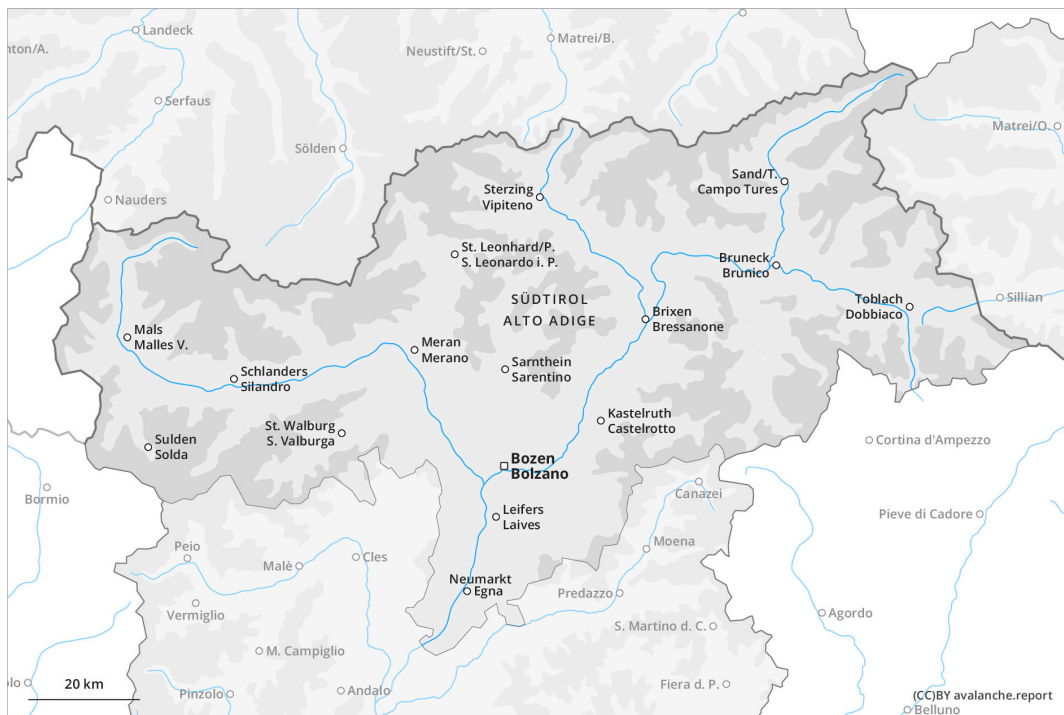 Landeck
nton/A.
Neustift/St.
Matrei/B.
Serfaus
Sölden
Matrei/O.
Nauders
Sterzing
Vipiteno
Sand/T.
Campo Tures
St. Leonhard/P.
S. Leonardo i. P.
Bruneck
Brunico
SÜDTIROL
ALTO ADIGE
Toblach
Dobbiaco
Sillian
Brixen
Bressanone
Mals
Malles V.
Meran
Merano
Sarnthein
Sarentino
Schlanders
Silandro
Kastelruth
Castelrotto
St. Walburg
S. Valburga
Sulden
Solda
Cortina d'Ampezzo
Bozen
Bolzano
Bormio
Canazei
Leifers
Laives
Pieve di Cadore
Peio
Malè
Cles
Moena
Neumarkt
Egna
Predazzo
Vermiglio
Agordo
S. Martino d. C.
M. Campiglio
20 km
olo
Pinzolo
Andalo
Fiera d. P.
(CC)BY avalanche.report
Belluno